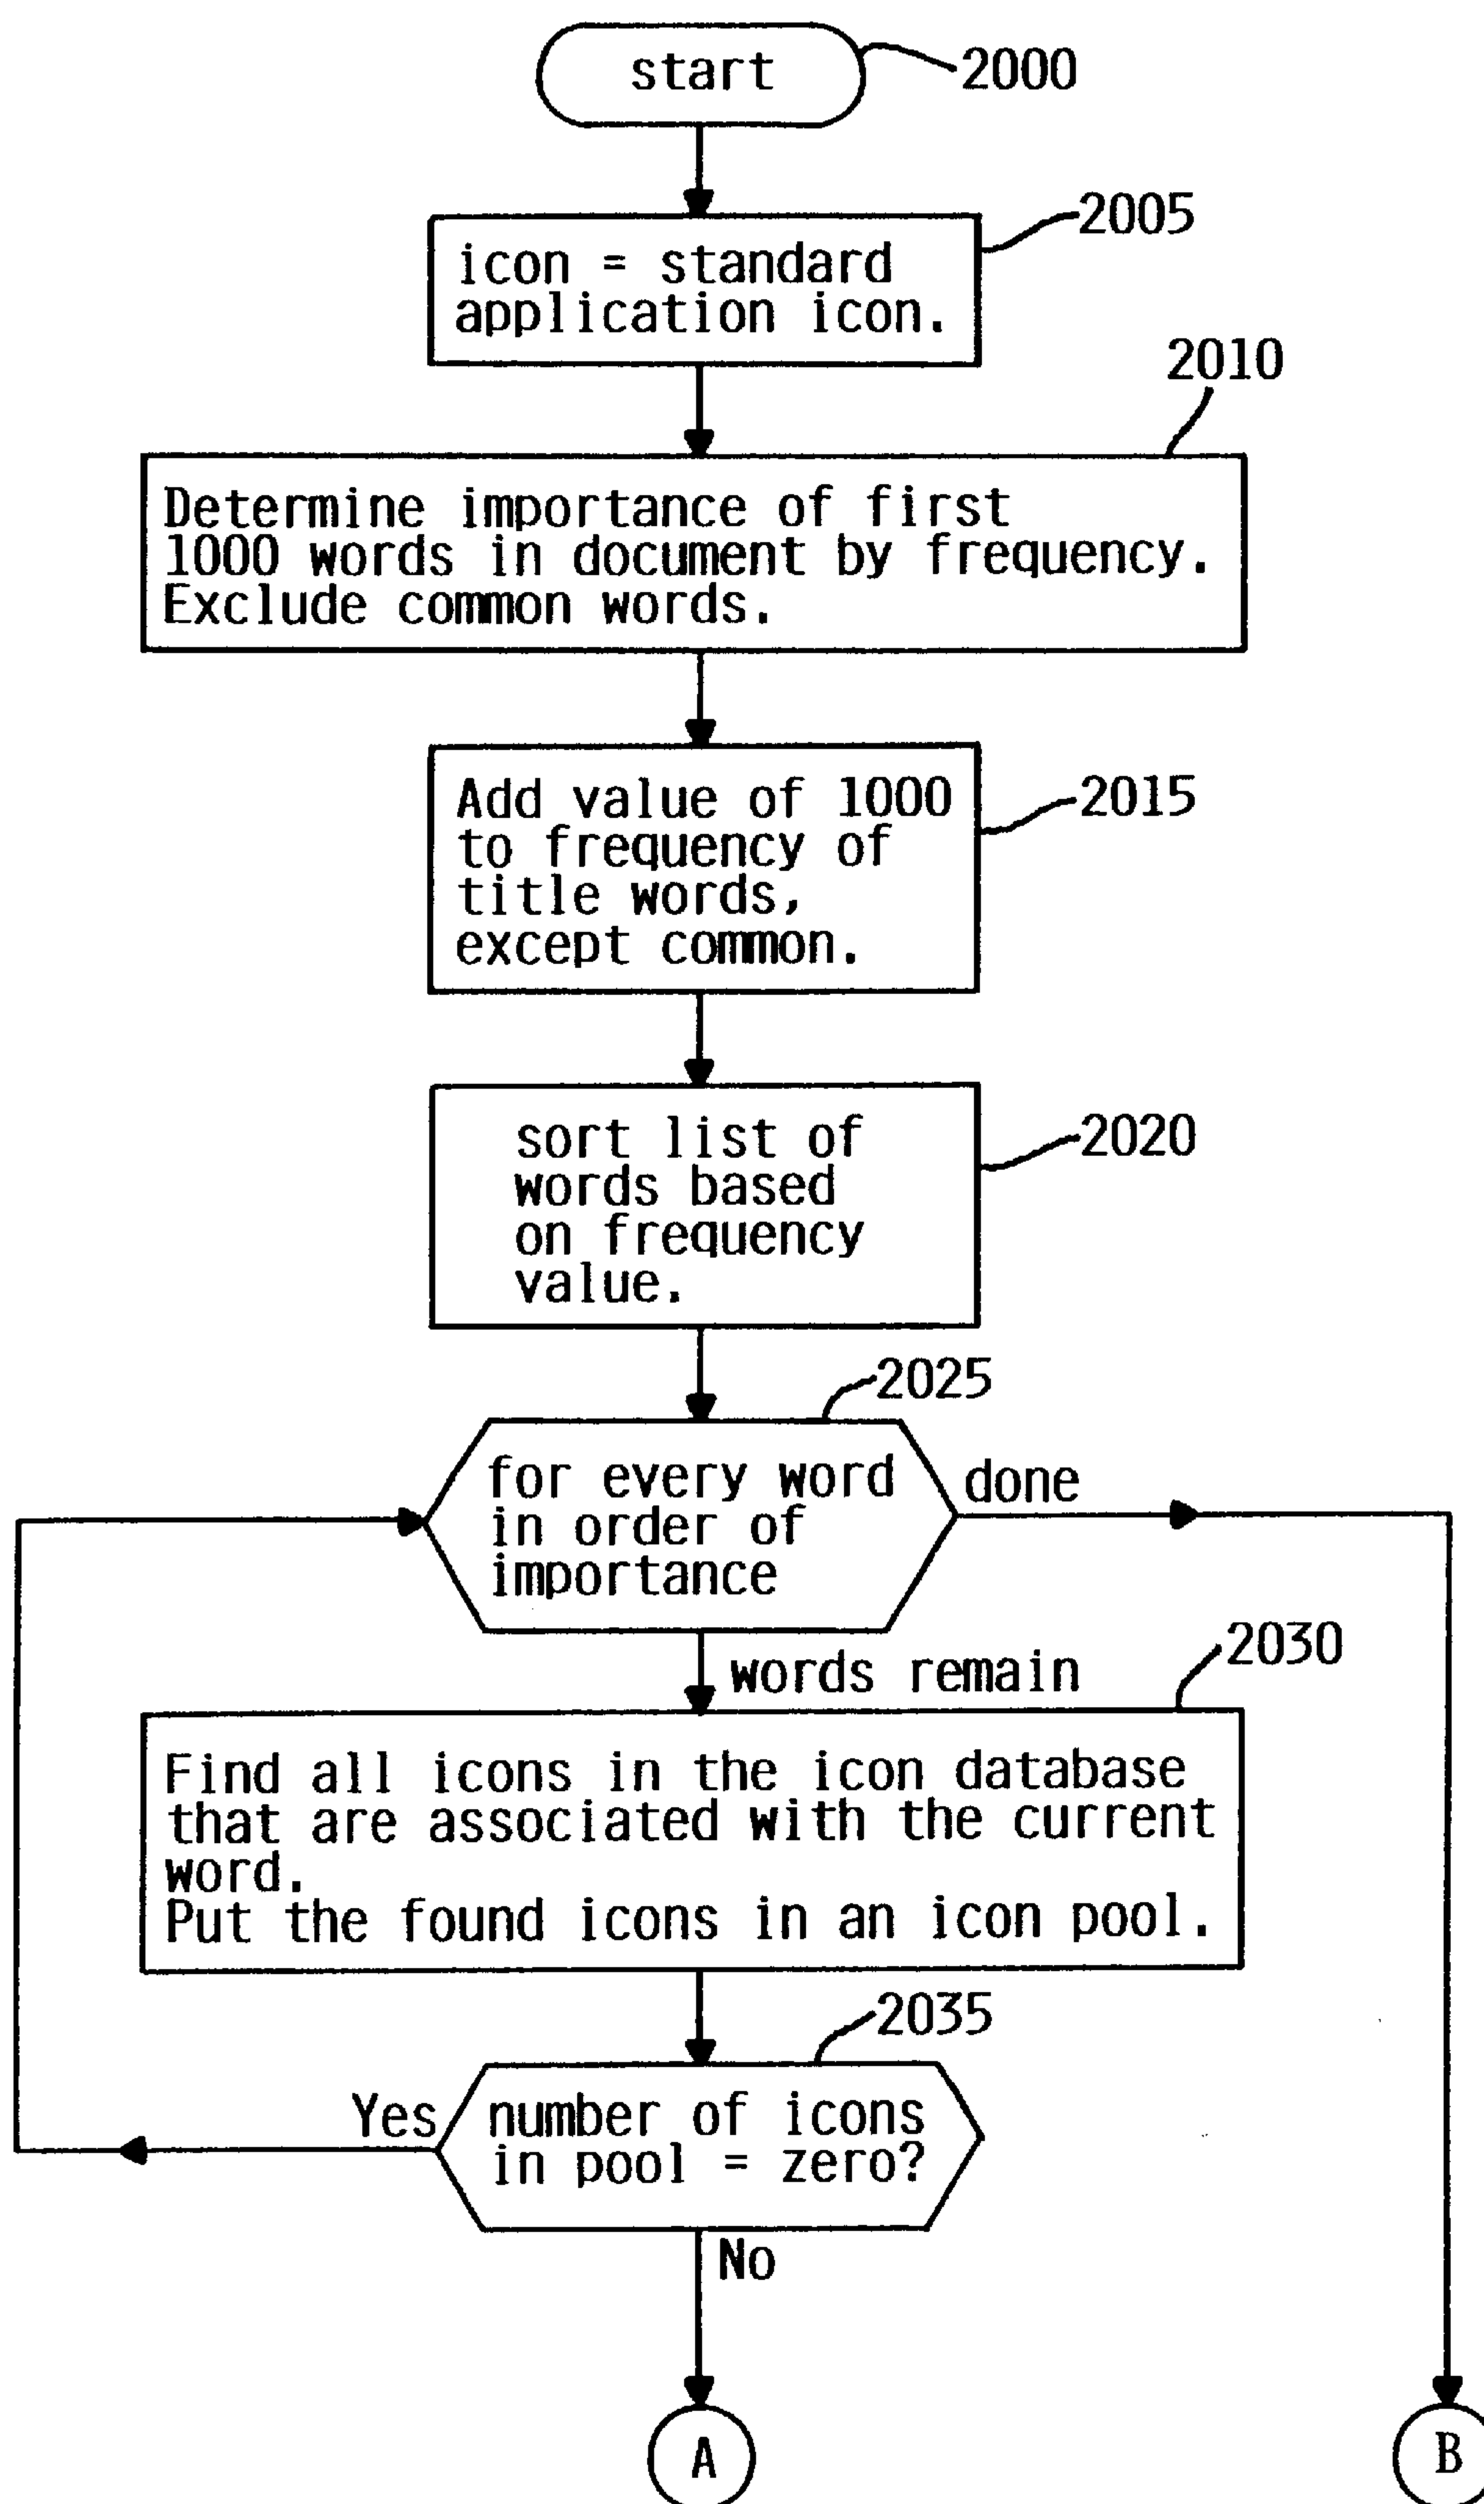 start
2000
2005
icon = standard
application icon.
2010
Determine importance of first
1000 words in document by frequency.
Exclude common words.
Add value of 1000
to frequency of
title words,
except common.
2015
sort list of
words based
on frequency
value.
2020
2025
for every word
in order of
importance
done
words remain
2030
Find all icons in the icon database
that are associated with the current
word.
Put the found icons in an icon pool.
2035
Yes
number of icons
in pool = zero?
No
A
B